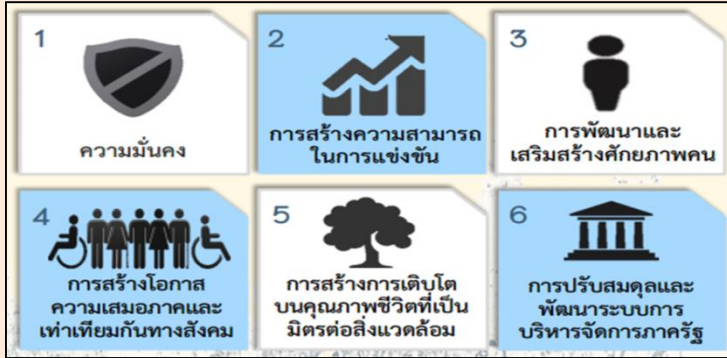 1
ความมั่นคง
2
การสร้างความสามารถ
ในการแข่งขัน
3
การพัฒนาและ
เสริมสร้างศักยภาพคน
4
การสร้างโอกาส
ความเสมอภาคและ
เท่าเทียมกันทางสังคม
5
การสร้างการเติบโต
บนคุณภาพชีวิตที่เป็น
มิตรต่อสิ่งแวดล้อม
6
การปรับสมดุลและ
พัฒนาระบบการ
บริหารจัดการภาครัฐ